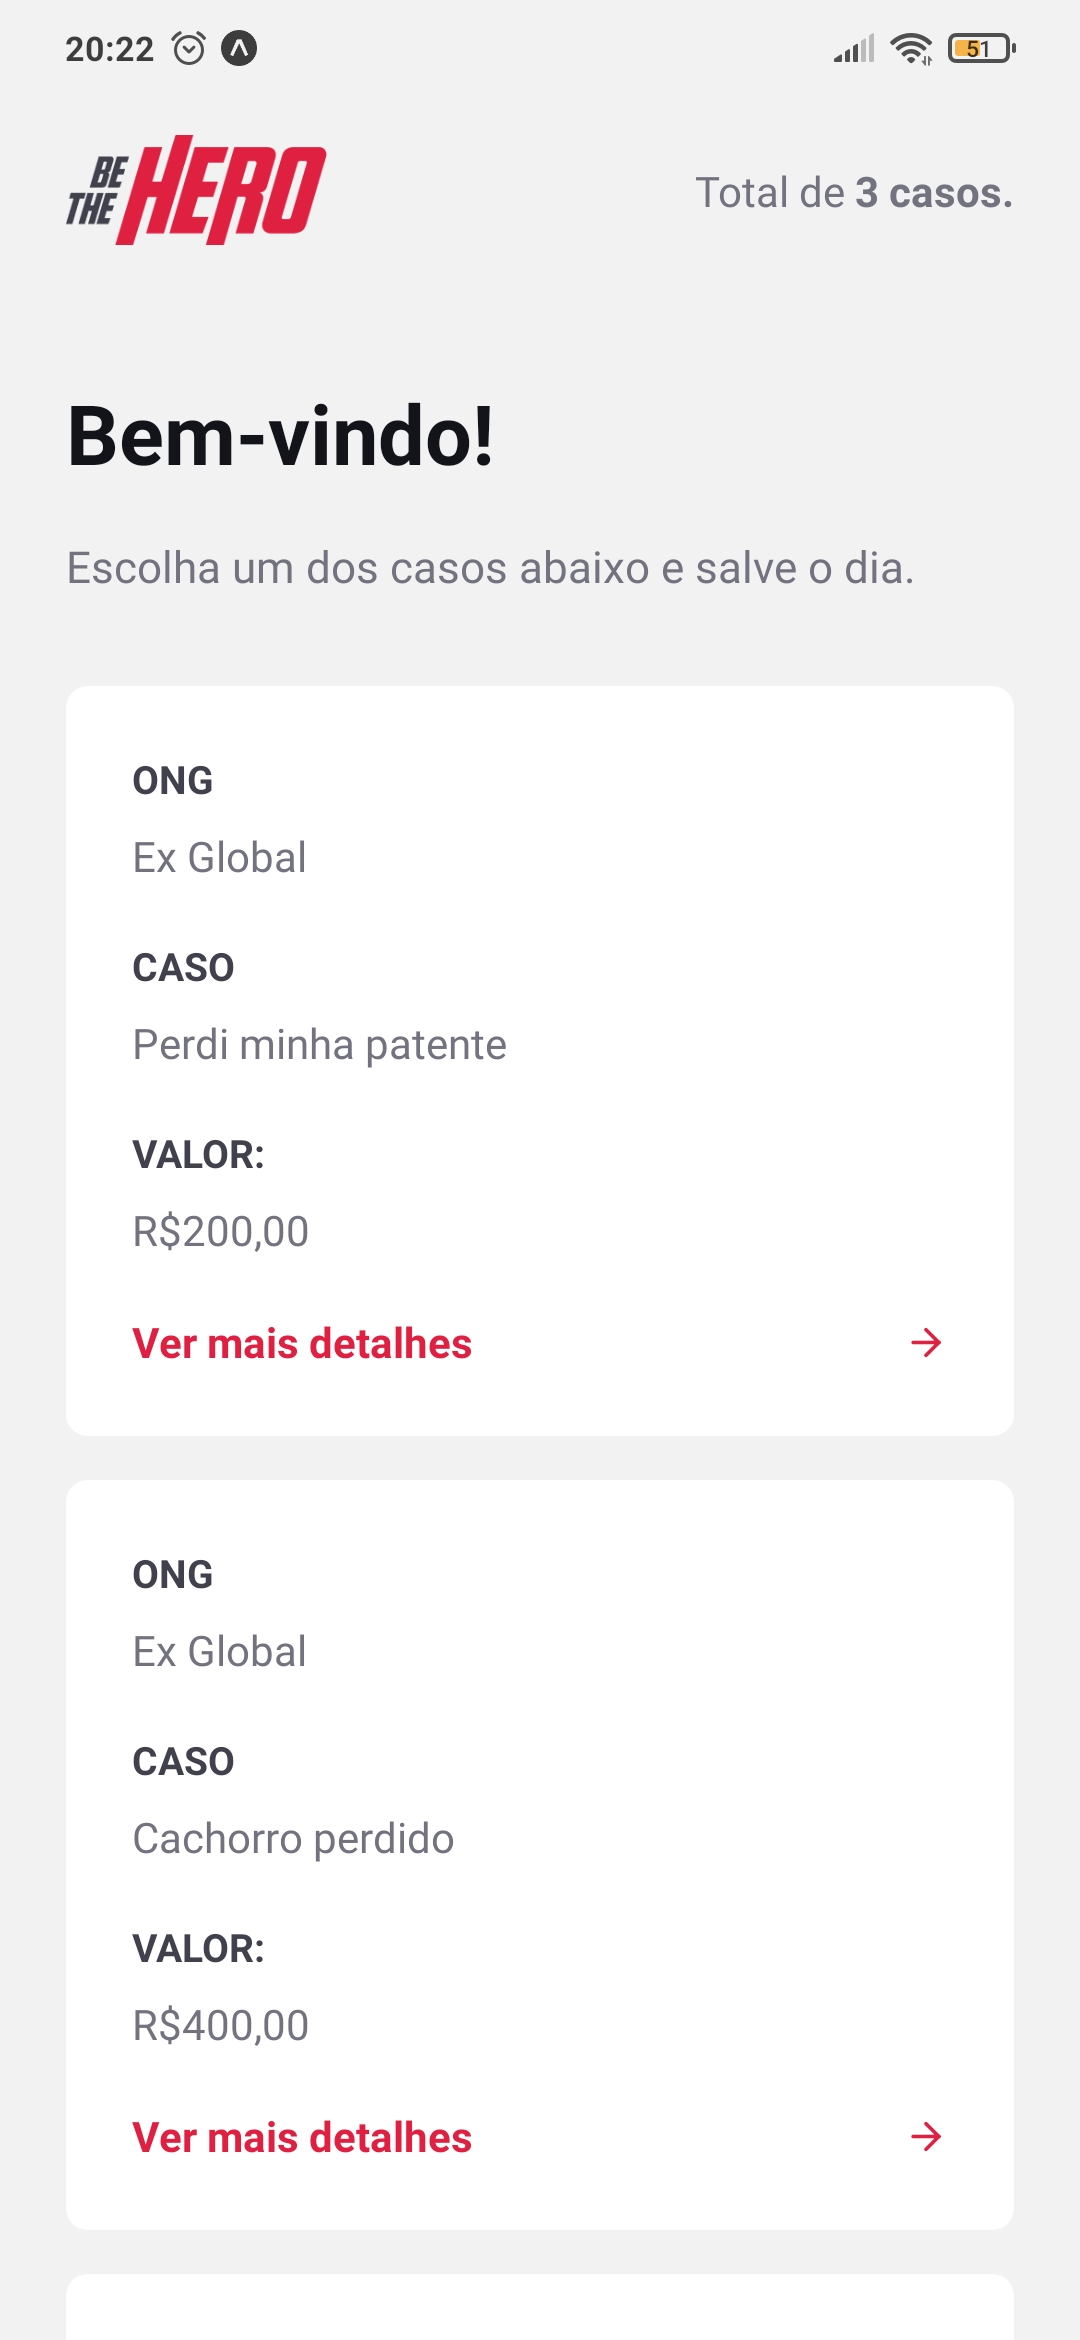 20:22
51
BE
THE HERO
Total de 3 casos.
Bem-vindo!
Escolha um dos casos abaixo e salve o dia.
ONG
Ex Global
CASO
Perdi minha patente
VALOR:
R$200,00
Ver mais detalhes
ONG
Ex Global
CASO
Cachorro perdido
VALOR:
R$400,00
Ver mais detalhes